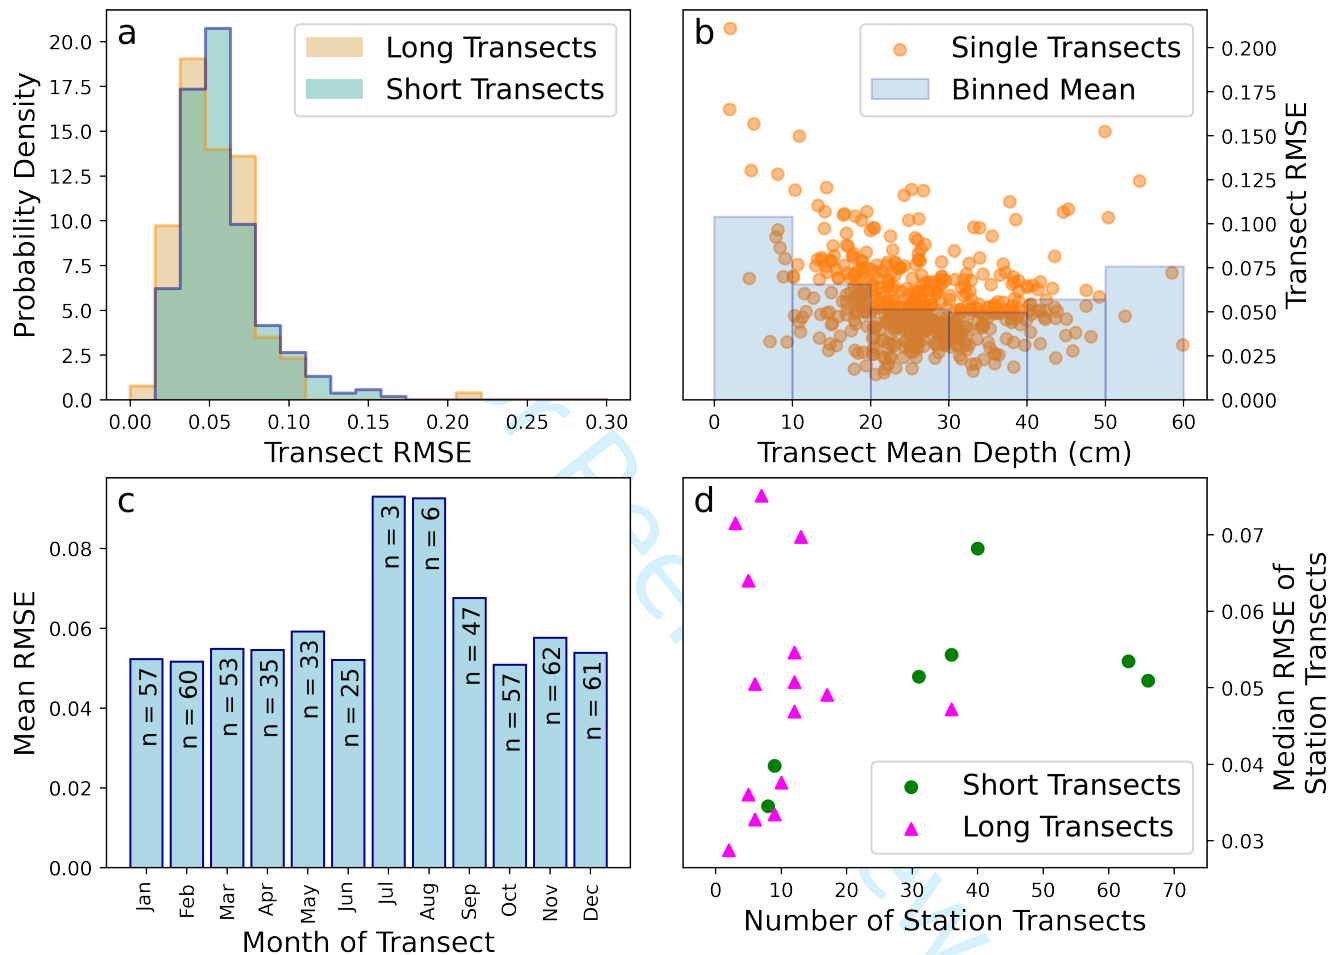 a
Long Transects
Short Transects
20.0
17.5
15.0
12.5
10.0
7.5
5.0
2.5
0.0
Probability Density
0.00 0.05 0.10 0.15 0.20 0.25 0.30
Transect RMSE
b
Single Transects
Binned Mean
0.200
0.175
0.150
0.125
0.100
0.075
0.050
0.025
0.000
Transect RMSE
0 10 20 30 40 50 60
Transect Mean Depth (cm)
c
0.08
0.06
0.04
0.02
0.00
Mean RMSE
n = 57
n = 60
n = 53
n = 35
n = 33
n = 25
n = 3
n = 6
n = 47
n = 57
n = 62
n = 61
Jan
Feb
Mar
Apr
May
Jun
Jul
Aug
Sep
Oct
Nov
Dec
Month of Transect
d
0.07
0.06
0.05
0.04
0.03
Median RMSE of
Station Transects
Short Transects
Long Transects
0 10 20 30 40 50 60 70
Number of Station Transects